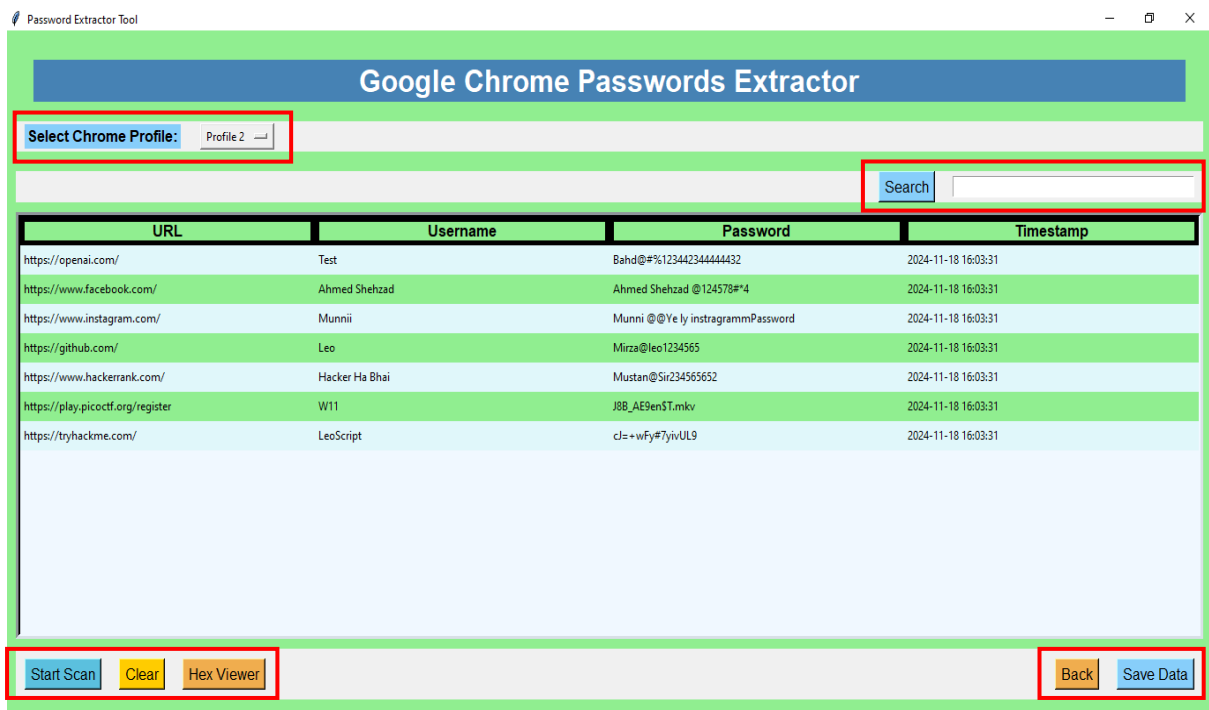 Password Extractor Tool
Google Chrome Passwords Extractor
Select Chrome Profile: Profile 2
Search
URL Username Password Timestamp
https://openai.com/ Test Bahd@#%123442344444432 2024-11-18 16:03:31
https://www.facebook.com/ Ahmed Shehzad Ahmed Shehzad @124578#*4 2024-11-18 16:03:31
https://www.instagram.com/ Munnii Munni @@Ye ly instragrammPassword 2024-11-18 16:03:31
https://github.com/ Leo Mirza@leo1234565 2024-11-18 16:03:31
https://www.hackerrank.com/ Hacker Ha Bhai Mustan@Sir234565652 2024-11-18 16:03:31
https://play.picoctf.org/register W11 J8B_AE9en$T.mkv 2024-11-18 16:03:31
https://tryhackme.com/ LeoScript cJ=+wFy#7yivUL9 2024-11-18 16:03:31
Start Scan Clear Hex Viewer Back Save Data